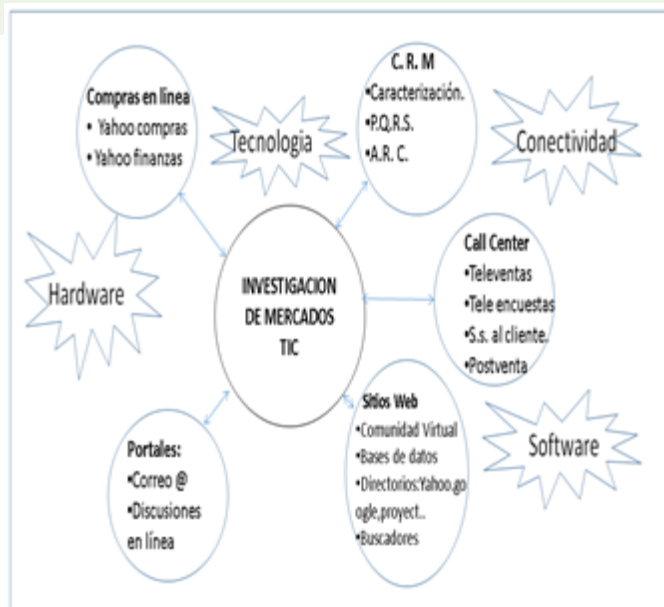 Compras en línea
• Yahoo compras
• Yahoo finanzas
Tecnologia
C. R. M
•Caracterización.
•P.Q.R.S.
•A.R. C.
Conectividad
Hardware
INVESTIGACION
DE MERCADOS
TIC
Call Center
•Televentas
•Tele encuestas
•S.s. al cliente.
•Postventa
Portales:
•Correo @
•Discusiones
en línea
Sitios Web
•Comunidad Virtual
•Bases de datos
•Directorios:Yahoo.go
ogle,proyect..
•Buscadores
Software